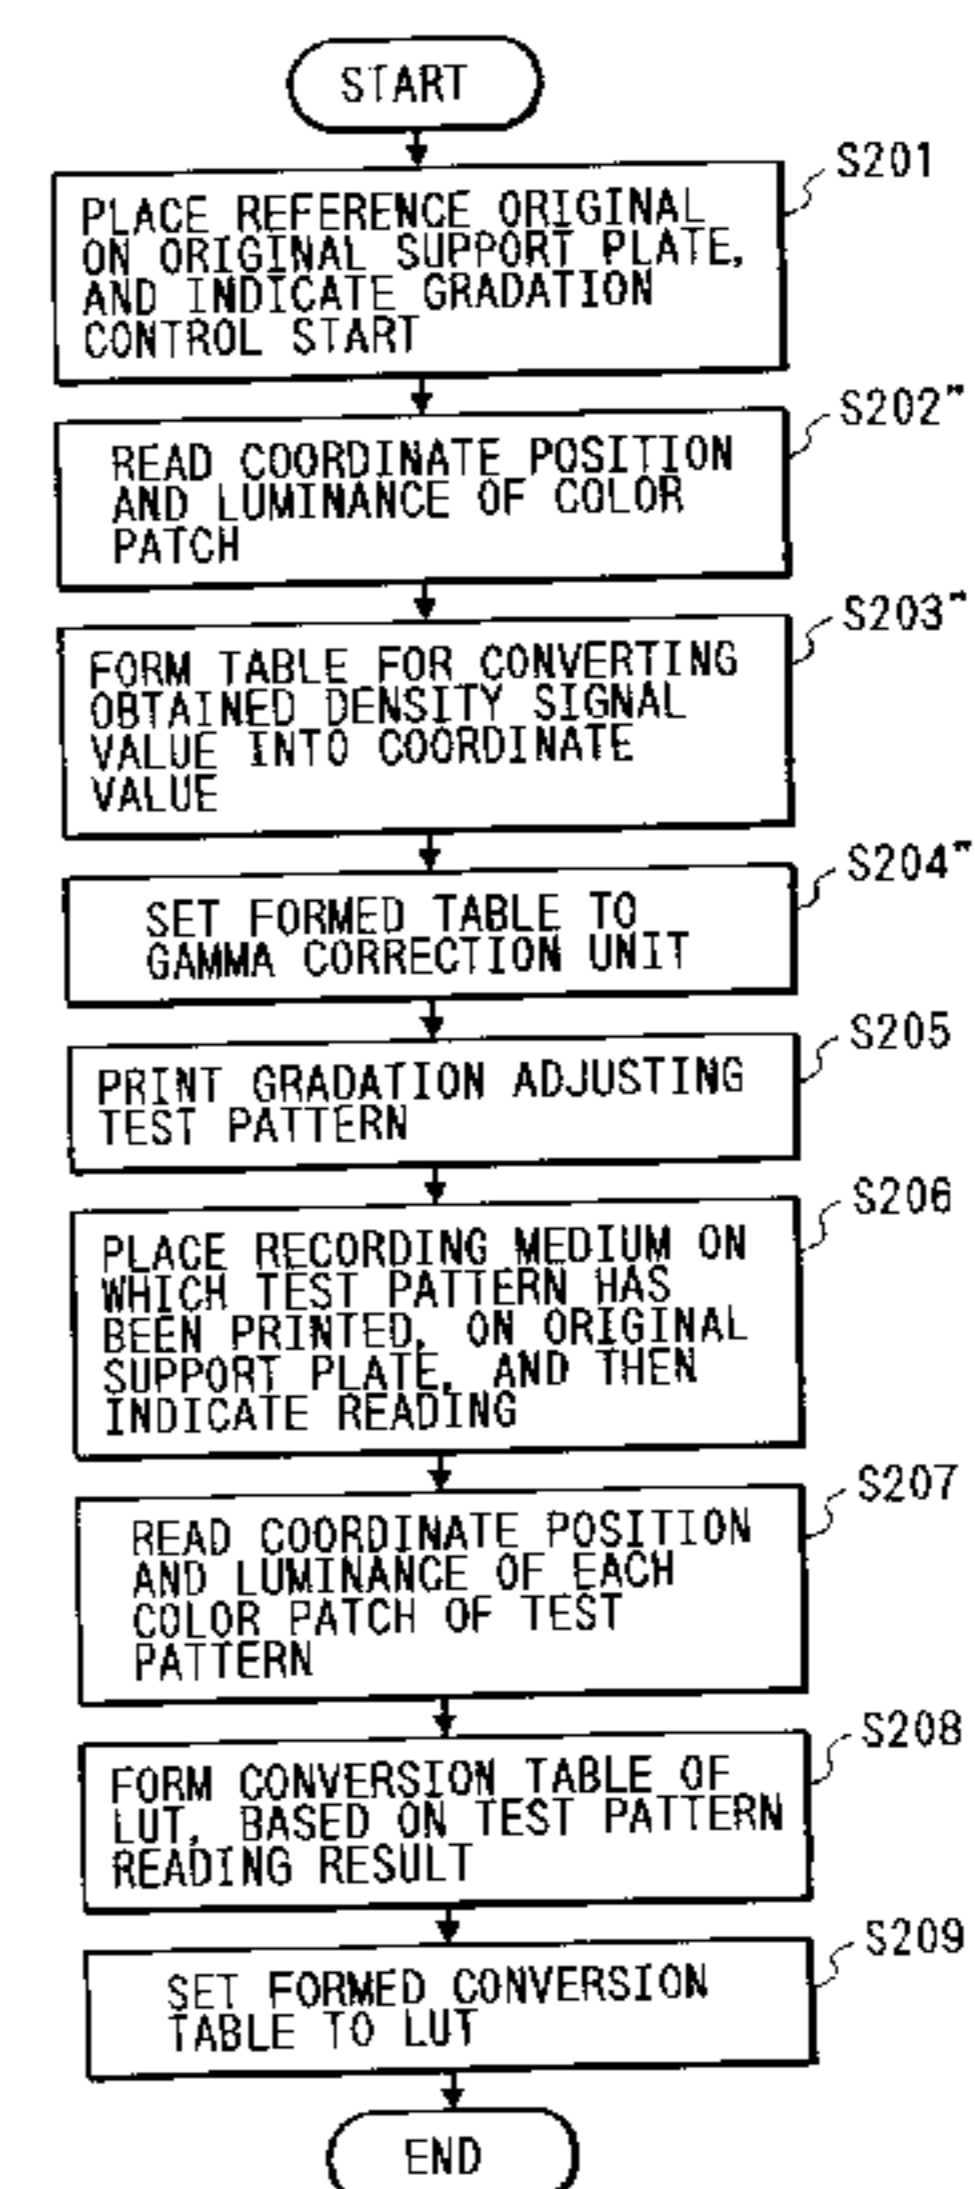 START
S201
PLACE REFERENCE ORIGINAL
ON ORIGINAL SUPPORT PLATE,
AND INDICATE GRADATION
CONTROL START
S202"
READ COORDINATE POSITION
AND LUMINANCE OF COLOR
PATCH
S203"
FORM TABLE FOR CONVERTING
OBTAINED DENSITY SIGNAL
VALUE INTO COORDINATE
VALUE
S204"
SET FORMED TABLE TO
GAMMA CORRECTION UNIT
S205
PRINT GRADATION ADJUSTING
TEST PATTERN
S206
PLACE RECORDING MEDIUM ON
WHICH TEST PATTERN HAS
BEEN PRINTED, ON ORIGINAL
SUPPORT PLATE, AND THEN
INDICATE READING
S207
READ COORDINATE POSITION
AND LUMINANCE OF EACH
COLOR PATCH OF TEST
PATTERN
S208
FORM CONVERSION TABLE OF
LUT, BASED ON TEST PATTERN
READING RESULT
S209
SET FORMED CONVERSION
TABLE TO LUT
END